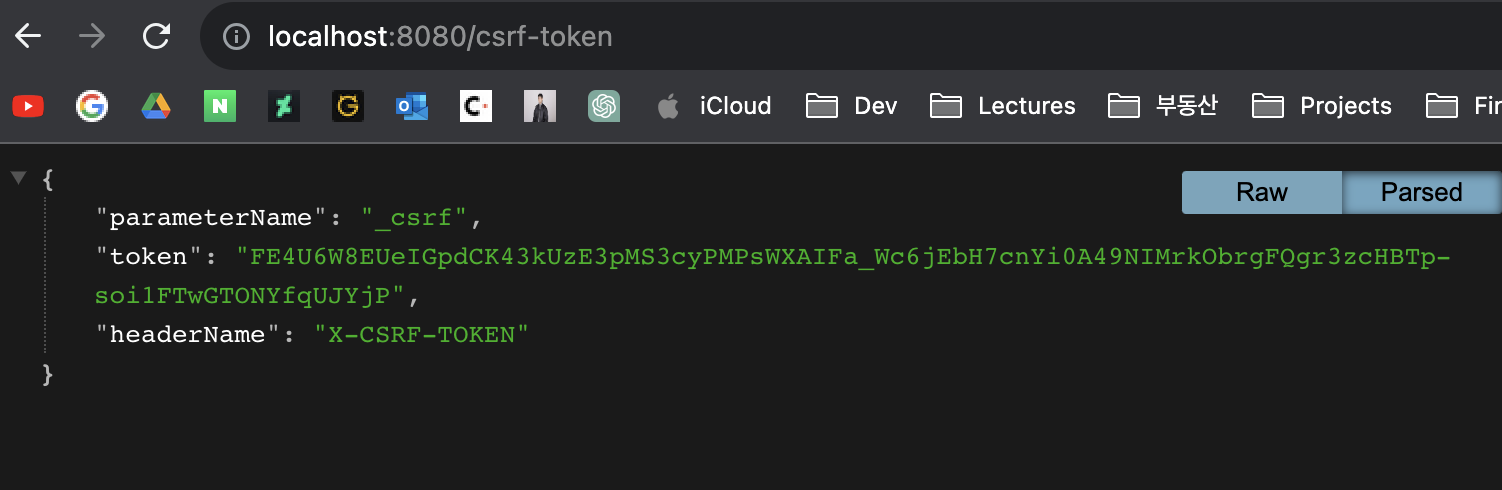 localhost:8080/csrf-token
iCloud Dev Lectures 부동산 Projects Fir
Raw Parsed
{
"parameterName": "_csrf",
"token": "FE4U6W8EUeIGpdCK43kUzE3pMS3cyPMPsWXAIFa_Wc6jEbH7cnYi0A49NIMrkObrgFQgr3zcHBTp-
soi1FTwGTONYfqUJYjP",
"headerName": "X-CSRF-TOKEN"
}